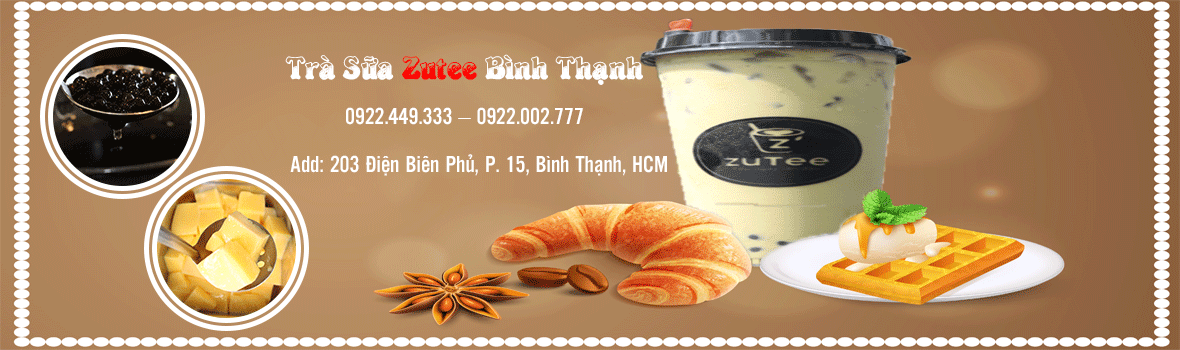 Trà Sữa Zutee Bình Thạnh
0922.449.333 – 0922.002.777
Add: 203 Điện Biên Phủ, P. 15, Bình Thạnh, HCM
zuTee